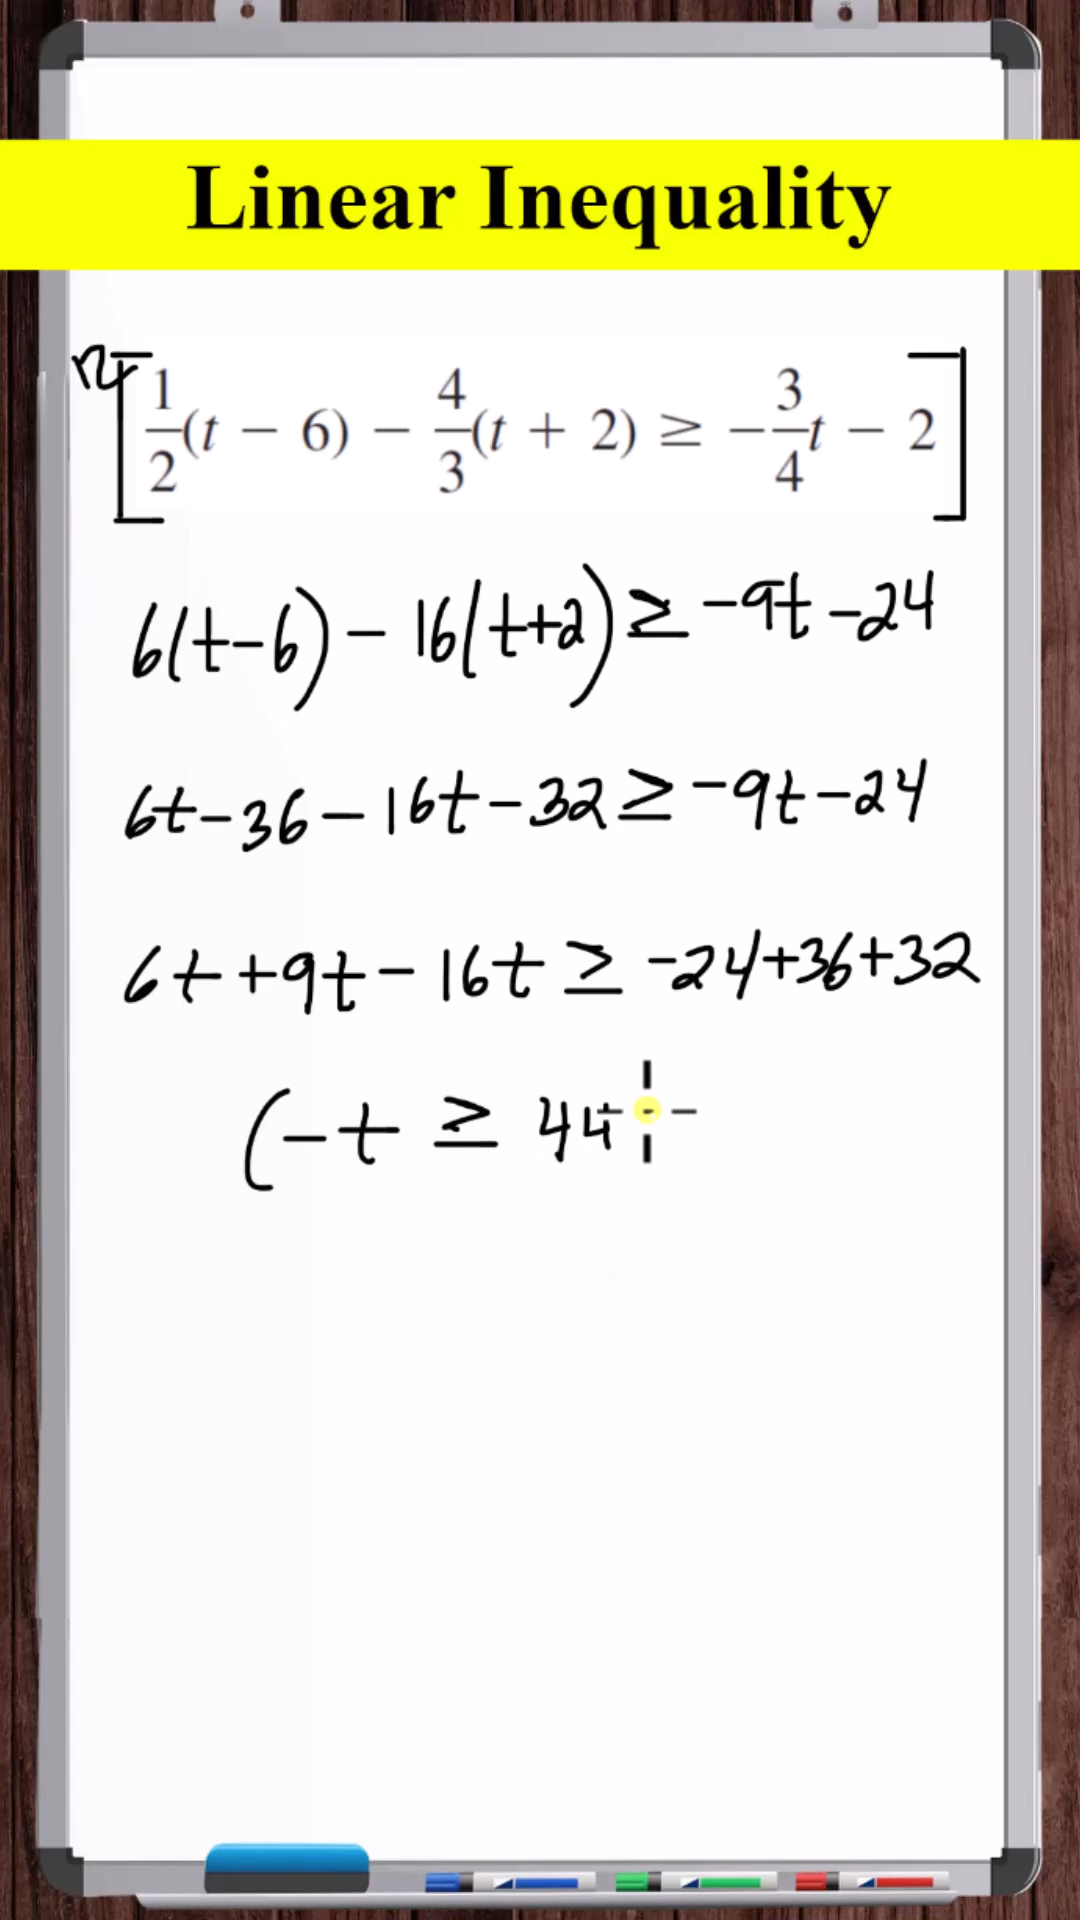 Linear Inequality
12[1/2(t − 6) − 4/3(t + 2) ≥ −3/4t − 2]
6(t−6) − 16(t+2) ≥ −9t −24
6t−36−16t−32 ≥ −9t−24
6t+9t−16t ≥ −24+36+32
(−t ≥ 44